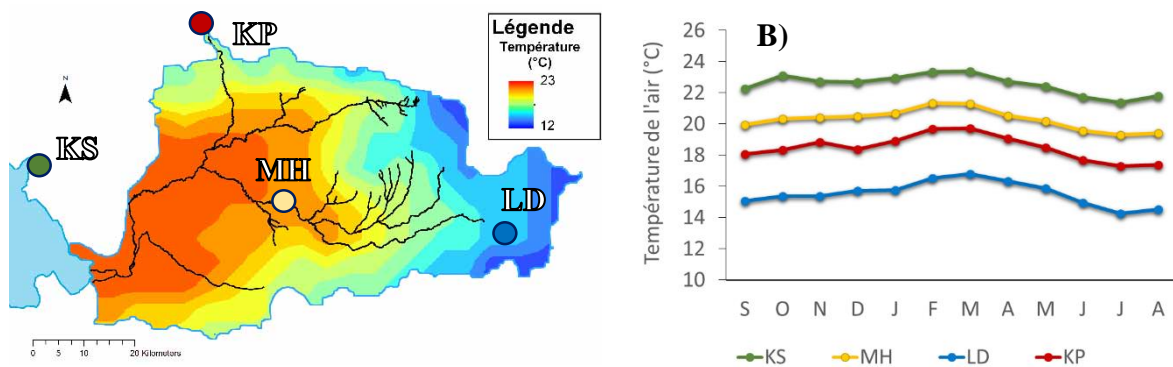 KP
KS
MH
LD
N
Légende
Température
(°C)
23
12
0 5 10 20 Kilometers
B)
Température de l'air (°C)
26
24
22
20
18
16
14
12
10
S O N D J F M A M J J A
KS MH LD KP